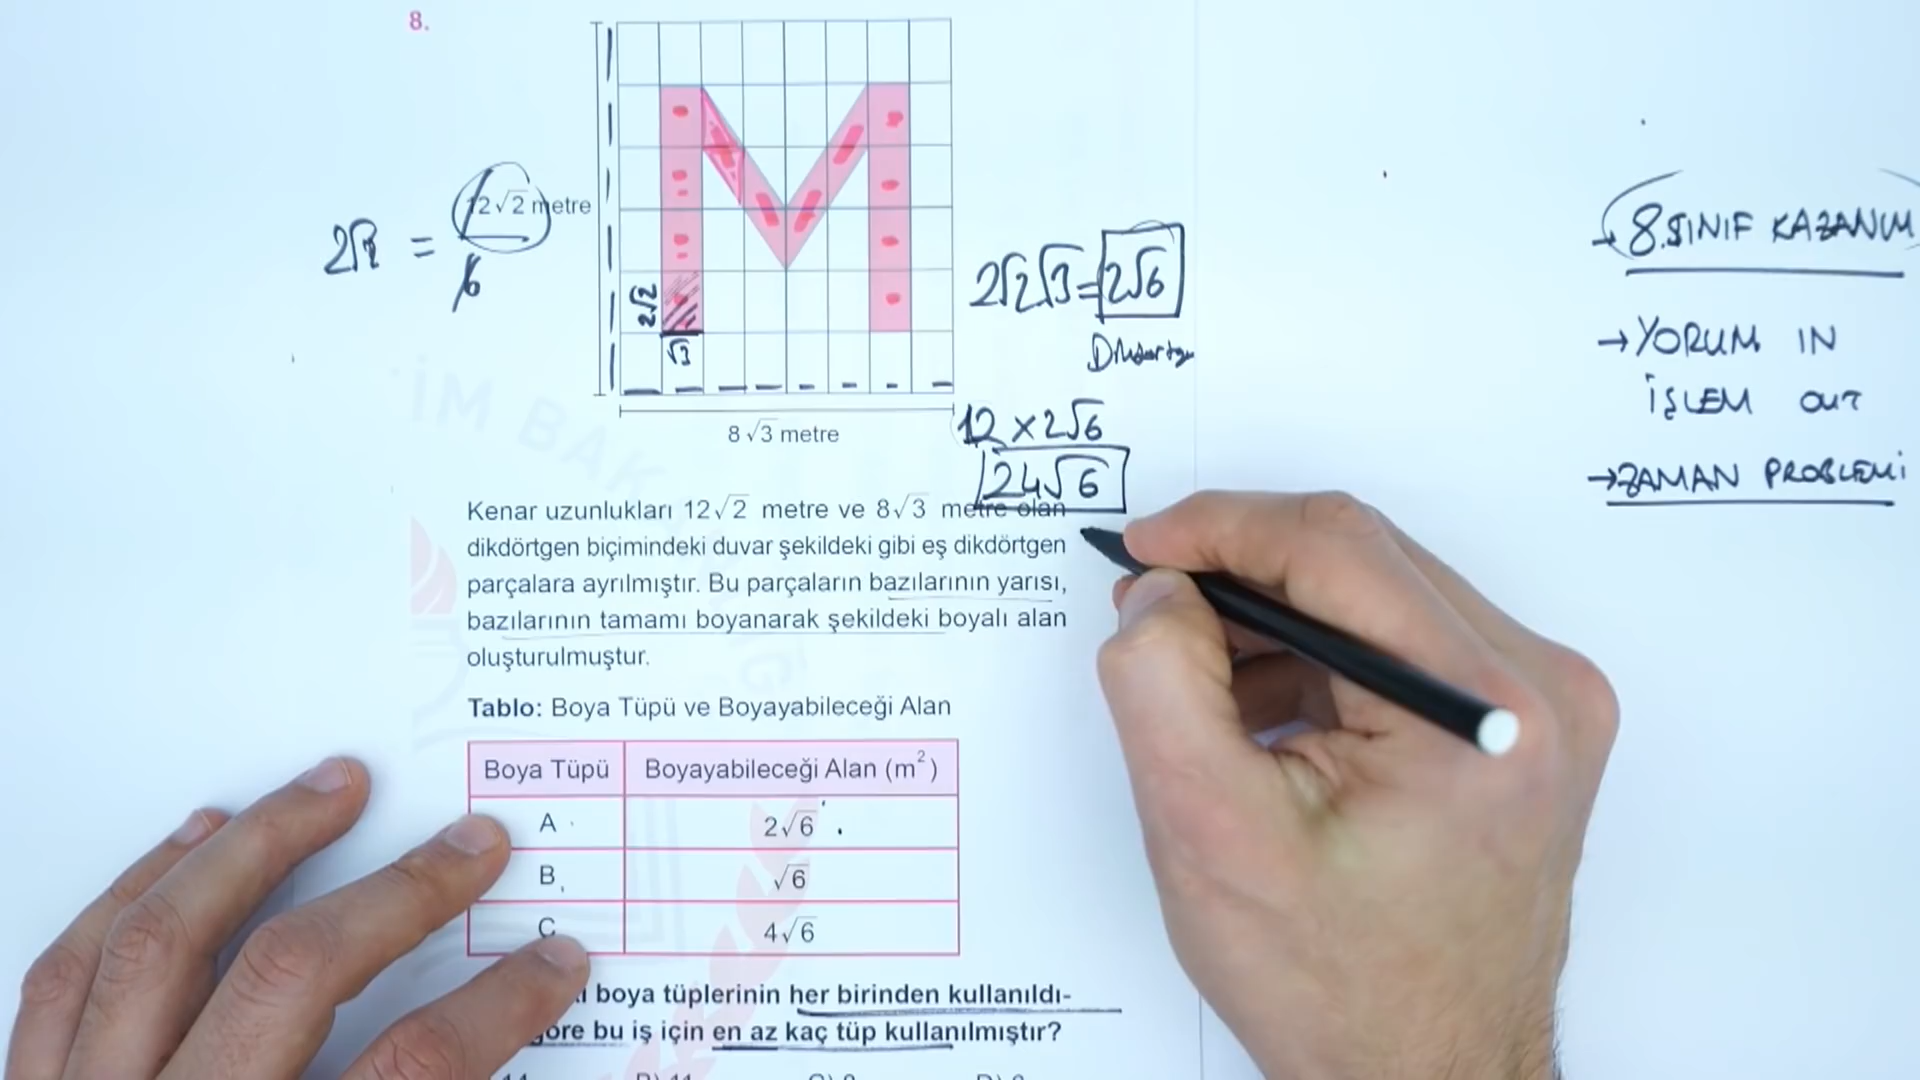 8.
12√2 metre
2√2 =
6
2√2
√3
8√3 metre
2√2√3=2√6
12 x 2√6
24√6
→ 8.SINIF KAZANIM
→ YORUM IN
İŞLEM OUT
→ ZAMAN PROBLEMİ
Kenar uzunlukları 12√2 metre ve 8√3 metre olan
dikdörtgen biçimindeki duvar şekildeki gibi eş dikdörtgen
parçalara ayrılmıştır. Bu parçaların bazılarının yarısı,
bazılarının tamamı boyanarak şekildeki boyalı alan
oluşturulmuştur.
Tablo: Boya Tüpü ve Boyayabileceği Alan
Boya Tüpü Boyayabileceği Alan (m²)
A 2√6
B √6
C 4√6
boya tüplerinin her birinden kullanıldı-
göre bu iş için en az kaç tüp kullanılmıştır?